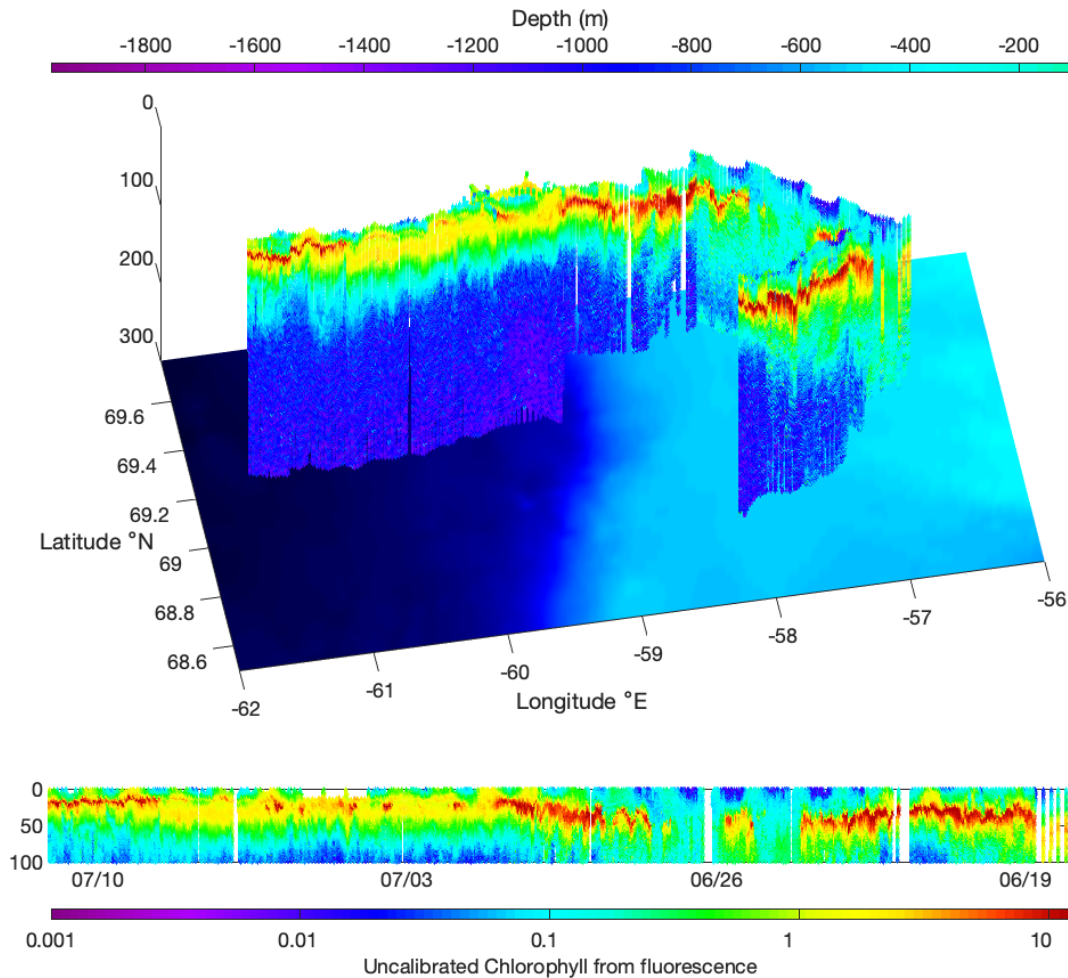 Depth (m)
-1800 -1600 -1400 -1200 -1000 -800 -600 -400 -200
0
100
200
300
69.6
69.4
69.2
69
68.8
68.6
Latitude °N
-62 -61 -60 -59 -58 -57 -56
Longitude °E
0
50
100
07/10 07/03 06/26 06/19
0.001 0.01 0.1 1 10
Uncalibrated Chlorophyll from fluorescence